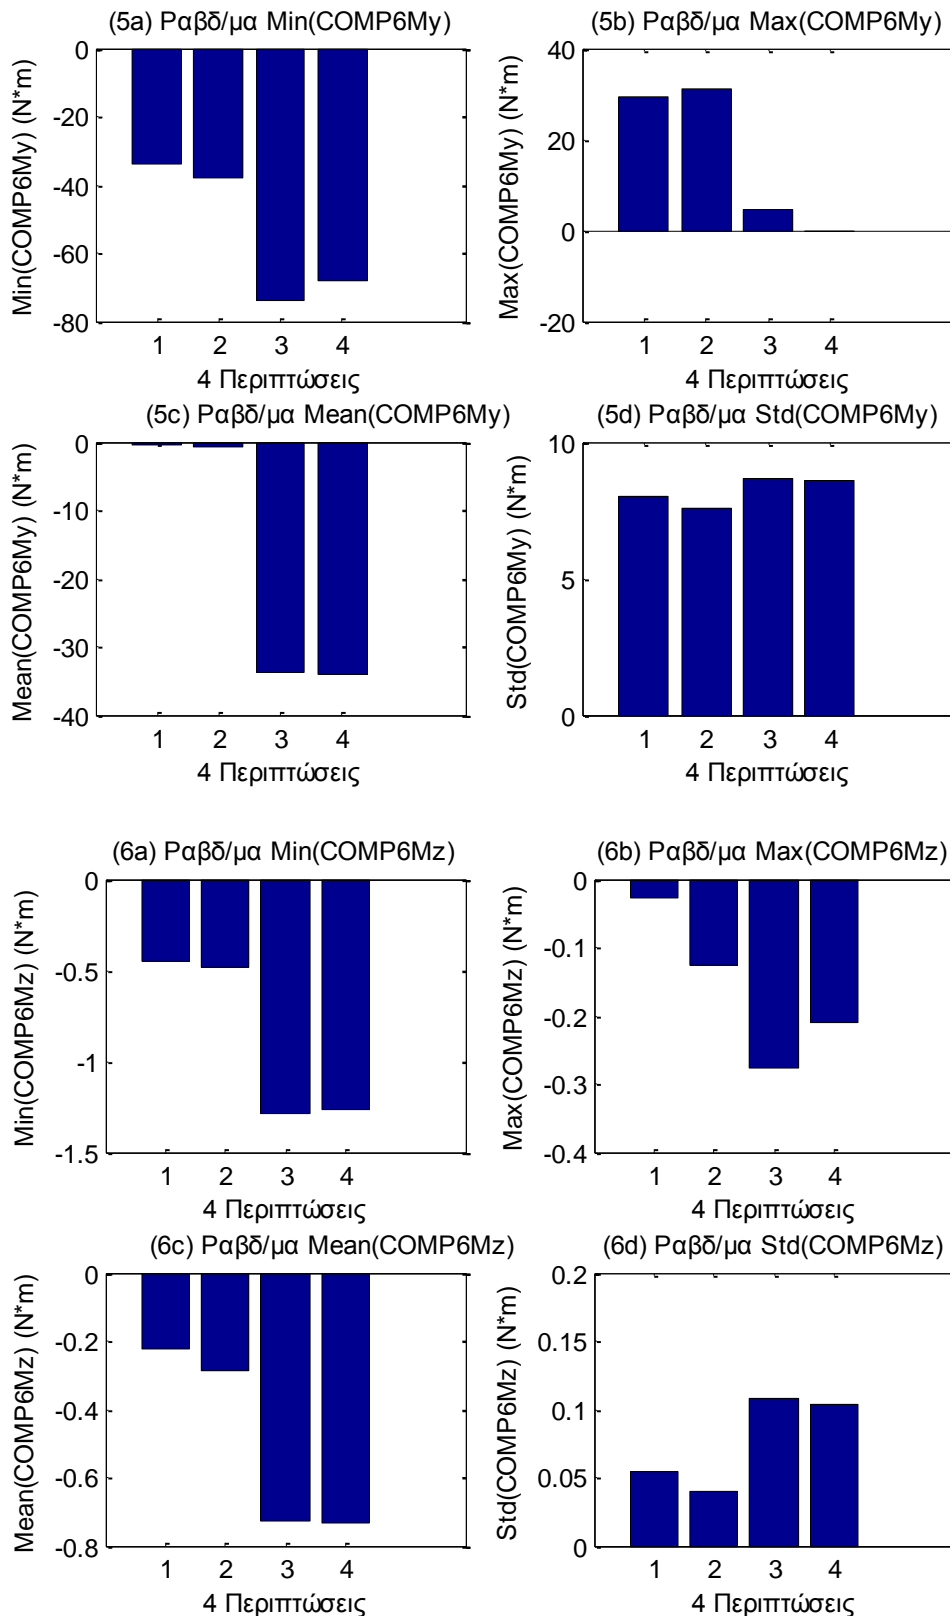 (5a) Ραβδ/μα Min(COMP6My)
Min(COMP6My) (N*m)
0
-20
-40
-60
-80
1 2 3 4
4 Περιπτώσεις
(5b) Ραβδ/μα Max(COMP6My)
Max(COMP6My) (N*m)
40
20
0
-20
1 2 3 4
4 Περιπτώσεις
(5c) Ραβδ/μα Mean(COMP6My)
Mean(COMP6My) (N*m)
0
-10
-20
-30
-40
1 2 3 4
4 Περιπτώσεις
(5d) Ραβδ/μα Std(COMP6My)
Std(COMP6My) (N*m)
10
5
0
1 2 3 4
4 Περιπτώσεις
(6a) Ραβδ/μα Min(COMP6Mz)
Min(COMP6Mz) (N*m)
0
-0.5
-1
-1.5
1 2 3 4
4 Περιπτώσεις
(6b) Ραβδ/μα Max(COMP6Mz)
Max(COMP6Mz) (N*m)
0
-0.1
-0.2
-0.3
-0.4
1 2 3 4
4 Περιπτώσεις
(6c) Ραβδ/μα Mean(COMP6Mz)
Mean(COMP6Mz) (N*m)
0
-0.2
-0.4
-0.6
-0.8
1 2 3 4
4 Περιπτώσεις
(6d) Ραβδ/μα Std(COMP6Mz)
Std(COMP6Mz) (N*m)
0.2
0.15
0.1
0.05
0
1 2 3 4
4 Περιπτώσεις